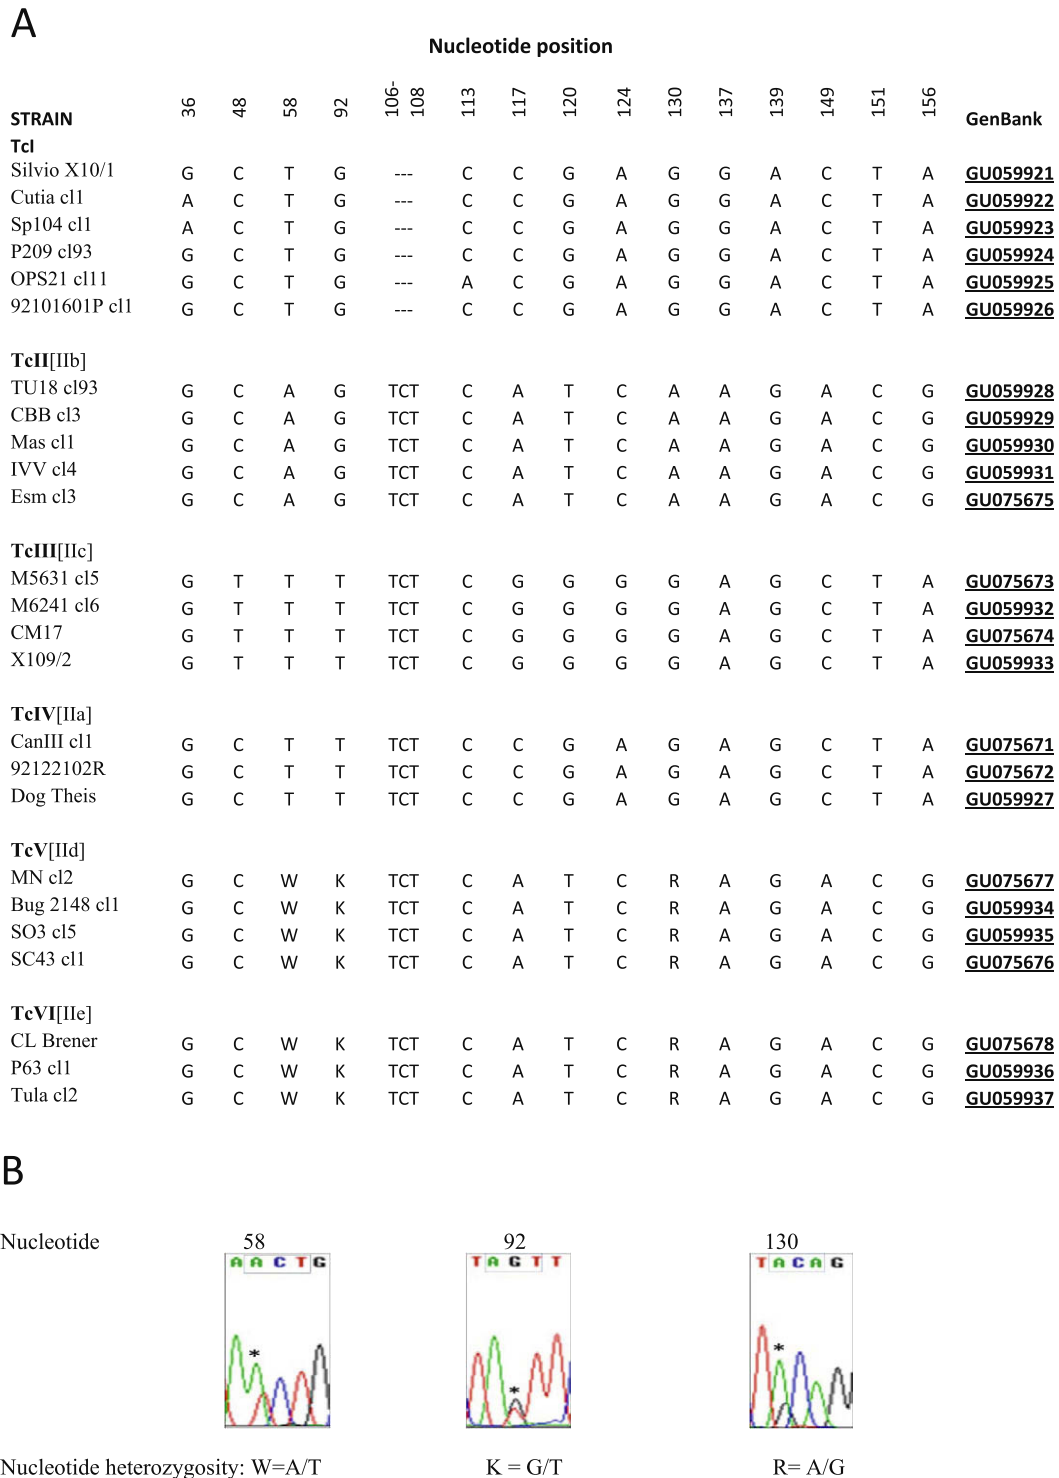 A
Nucleotide position
STRAIN 36 48 58 92 106-108 113 117 120 124 130 137 139 149 151 156 GenBank
TcI
Silvio X10/1 G C T G --- C C G A G G A C T A GU059921
Cutia cl1 A C T G --- C C G A G G A C T A GU059922
Sp104 cl1 A C T G --- C C G A G G A C T A GU059923
P209 cl93 G C T G --- C C G A G G A C T A GU059924
OPS21 cl11 G C T G --- A C G A G G A C T A GU059925
92101601P cl1 G C T G --- C C G A G G A C T A GU059926
TcII[IIb]
TU18 cl93 G C A G TCT C A T C A A G A C G GU059928
CBB cl3 G C A G TCT C A T C A A G A C G GU059929
Mas cl1 G C A G TCT C A T C A A G A C G GU059930
IVV cl4 G C A G TCT C A T C A A G A C G GU059931
Esm cl3 G C A G TCT C A T C A A G A C G GU075675
TcIII[IIc]
M5631 cl5 G T T T TCT C G G G G A G C T A GU075673
M6241 cl6 G T T T TCT C G G G G A G C T A GU059932
CM17 G T T T TCT C G G G G A G C T A GU075674
X109/2 G T T T TCT C G G G G A G C T A GU059933
TcIV[IIa]
CanIII cl1 G C T T TCT C C G A G A G C T A GU075671
92122102R G C T T TCT C C G A G A G C T A GU075672
Dog Theis G C T T TCT C C G A G A G C T A GU059927
TcV[IId]
MN cl2 G C W K TCT C A T C R A G A C G GU075677
Bug 2148 cl1 G C W K TCT C A T C R A G A C G GU059934
SO3 cl5 G C W K TCT C A T C R A G A C G GU059935
SC43 cl1 G C W K TCT C A T C R A G A C G GU075676
TcVI[IIe]
CL Brener G C W K TCT C A T C R A G A C G GU075678
P63 cl1 G C W K TCT C A T C R A G A C G GU059936
Tula cl2 G C W K TCT C A T C R A G A C G GU059937
B
Nucleotide 58 92 130
A A C T G T A G T T T A C A G
* * *
Nucleotide heterozygosity: W=A/T K = G/T R= A/G